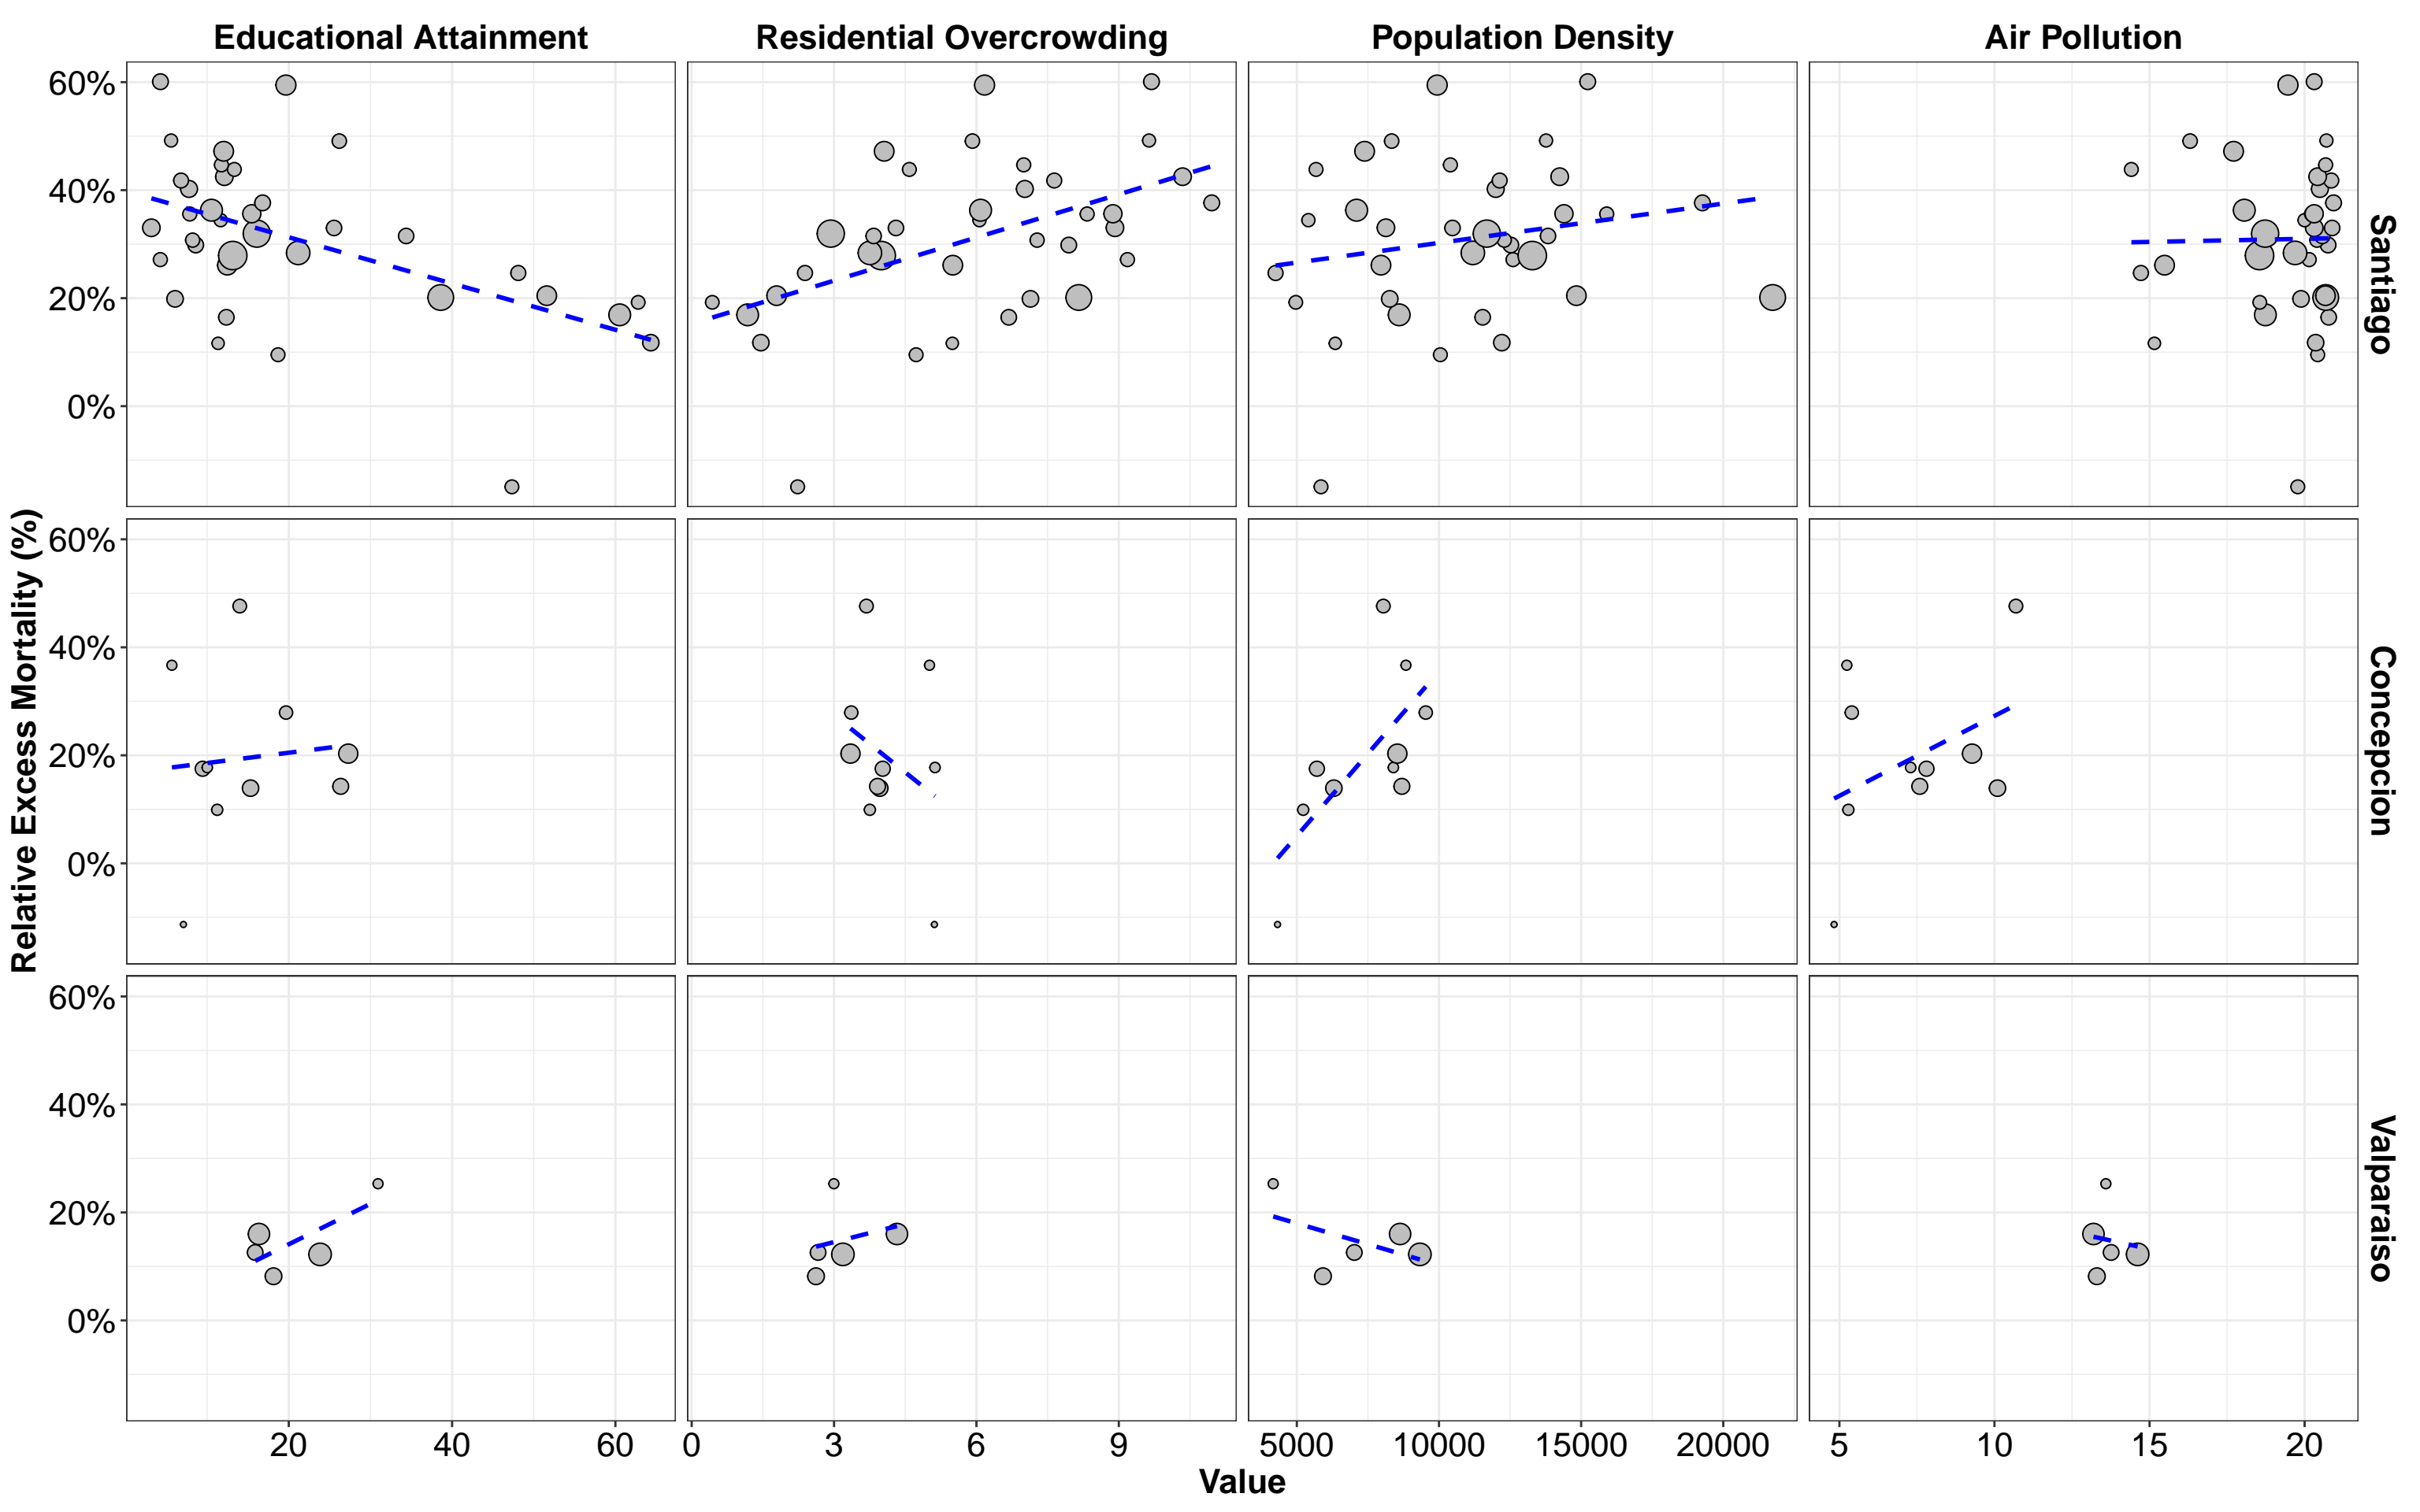 Educational Attainment
Residential Overcrowding
Population Density
Air Pollution
60%
40%
20%
0%
Santiago
Relative Excess Mortality (%)
60%
40%
20%
0%
Concepcion
60%
40%
20%
0%
Valparaiso
20 40 60
0 3 6 9
5000 10000 15000 20000
5 10 15 20
Value